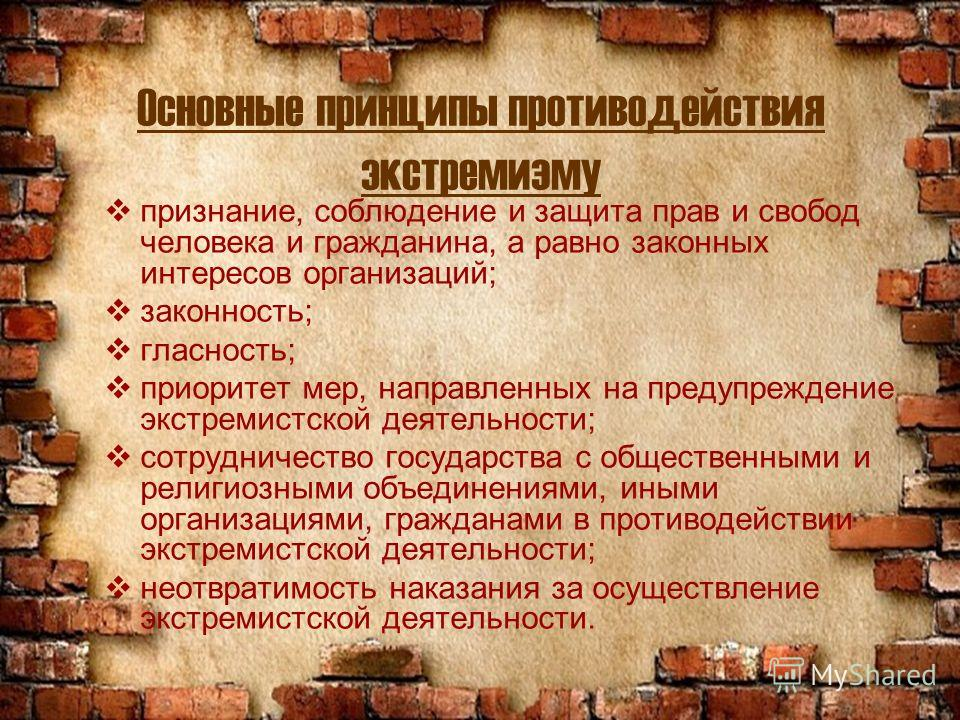 Основные принципы противодействия
экстремиэму
признание, соблюдение и защита прав и свобод
человека и гражданина, а равно законных
интересов организаций;
законность;
гласность;
приоритет мер, направленных на предупреждение
экстремистской деятельности;
сотрудничество государства с общественными и
религиозными объединениями, иными
организациями, гражданами в противодействии
экстремистской деятельности;
неотвратимость наказания за осуществление
экстремистской деятельности.
MyShared